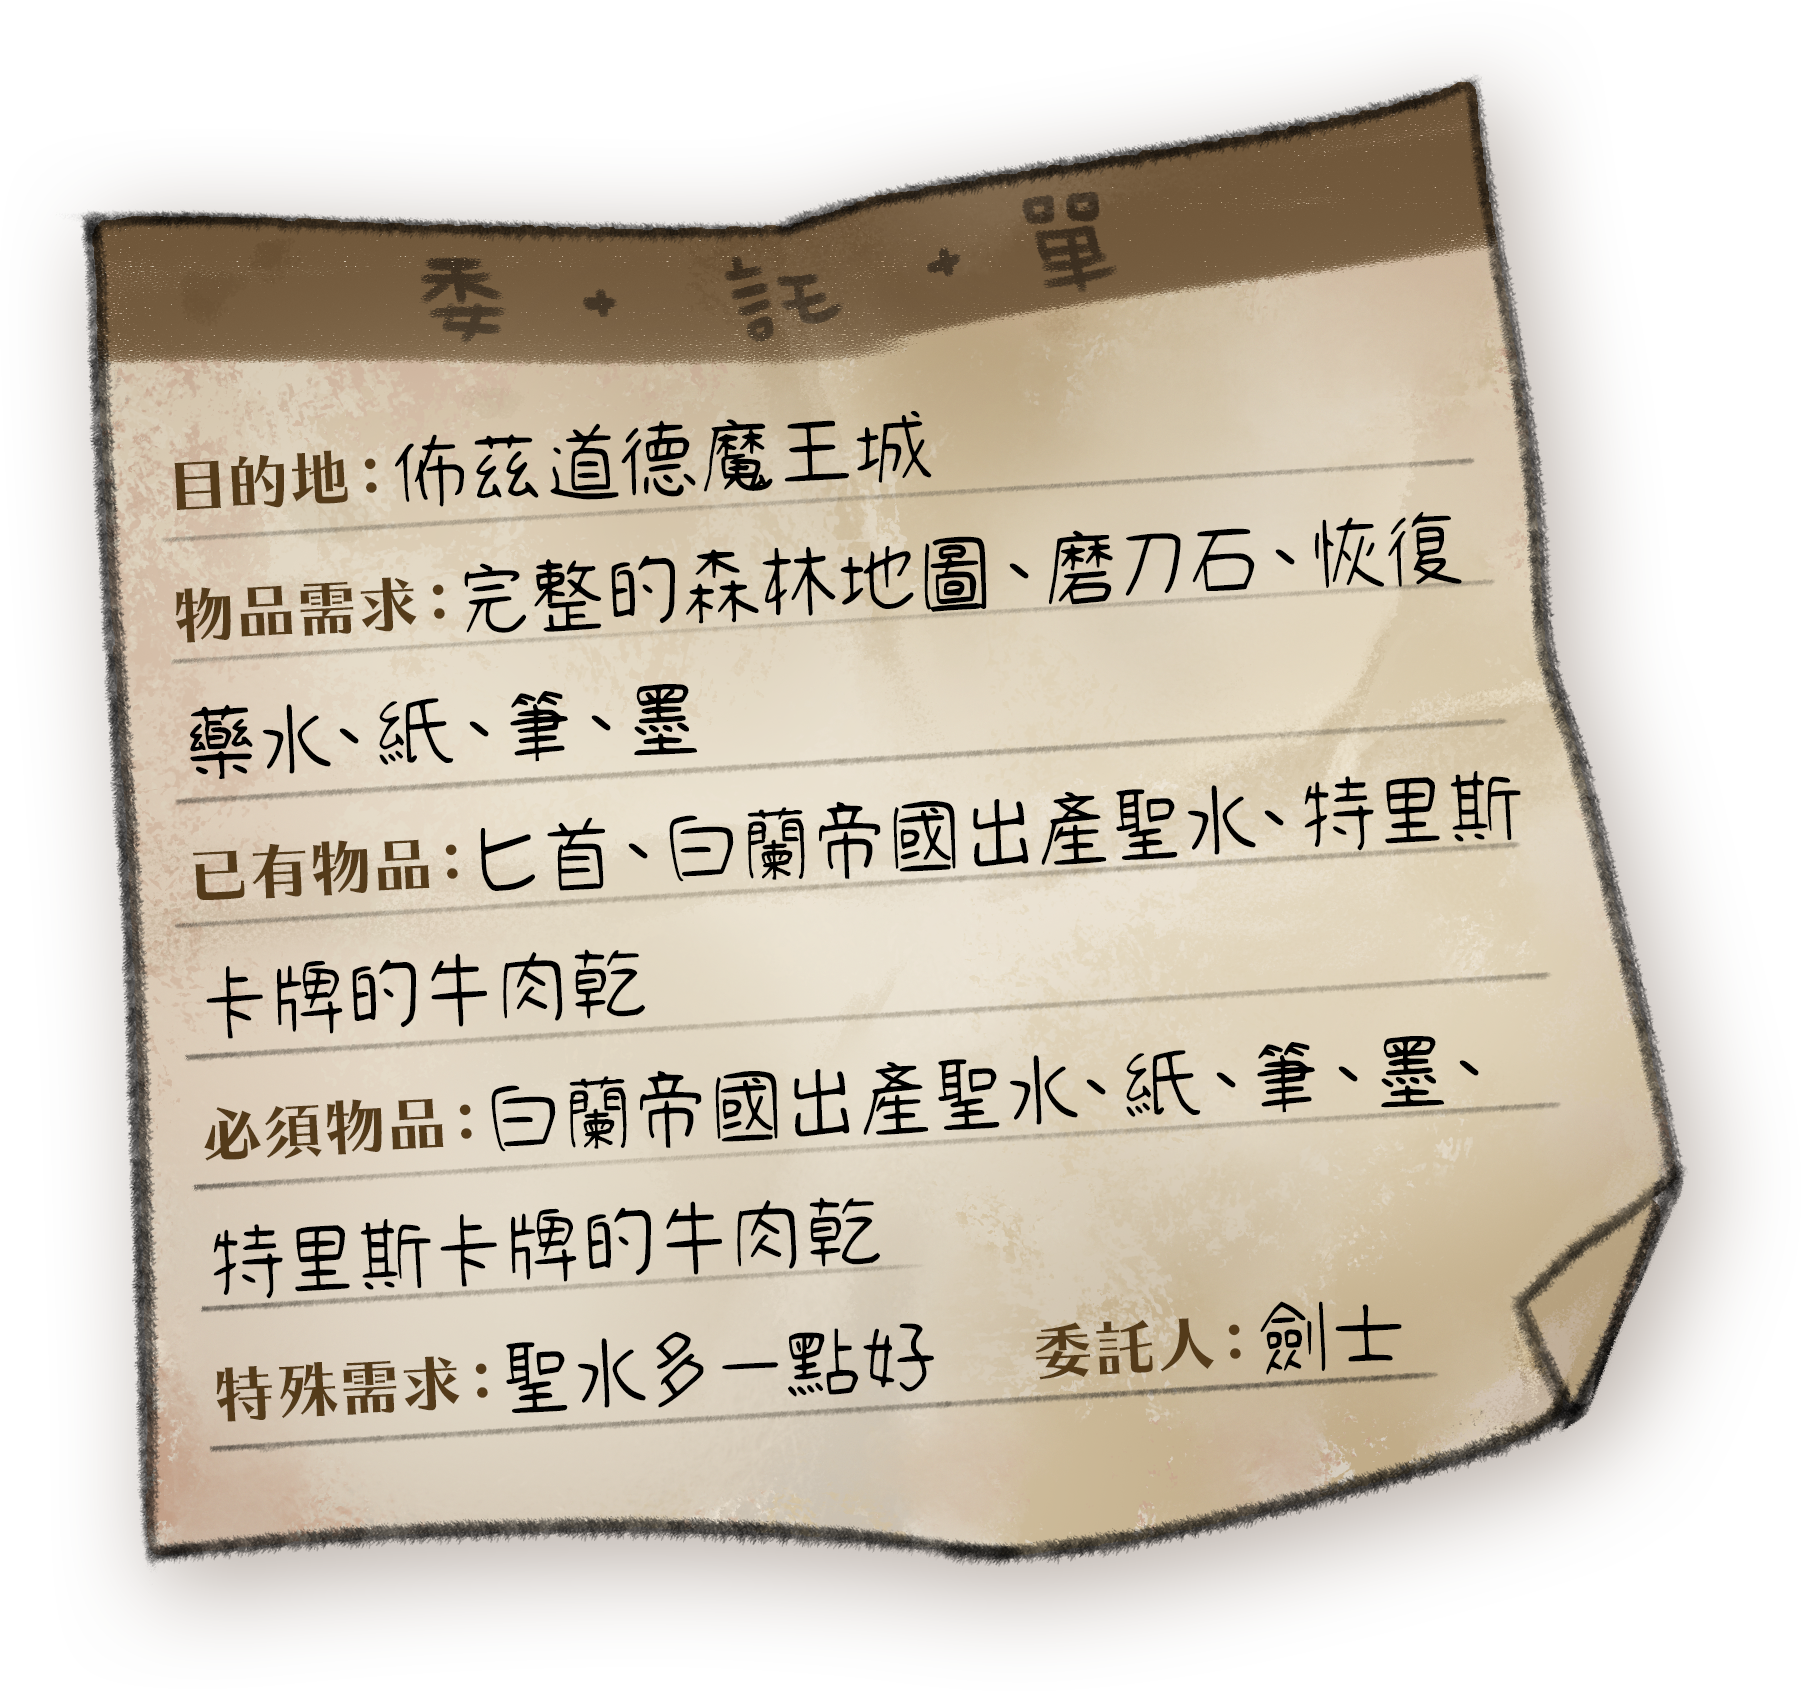 委+託+單
目的地：佈茲道德魔王城
物品需求：完整的森林地圖、磨刀石、恢復
藥水、紙、筆、墨
已有物品：匕首、白蘭帝國出產聖水、特里斯
卡牌的牛肉乾
必須物品：白蘭帝國出產聖水、紙、筆、墨、
特里斯卡牌的牛肉乾
特殊需求：聖水多一點好 委託人：劍士